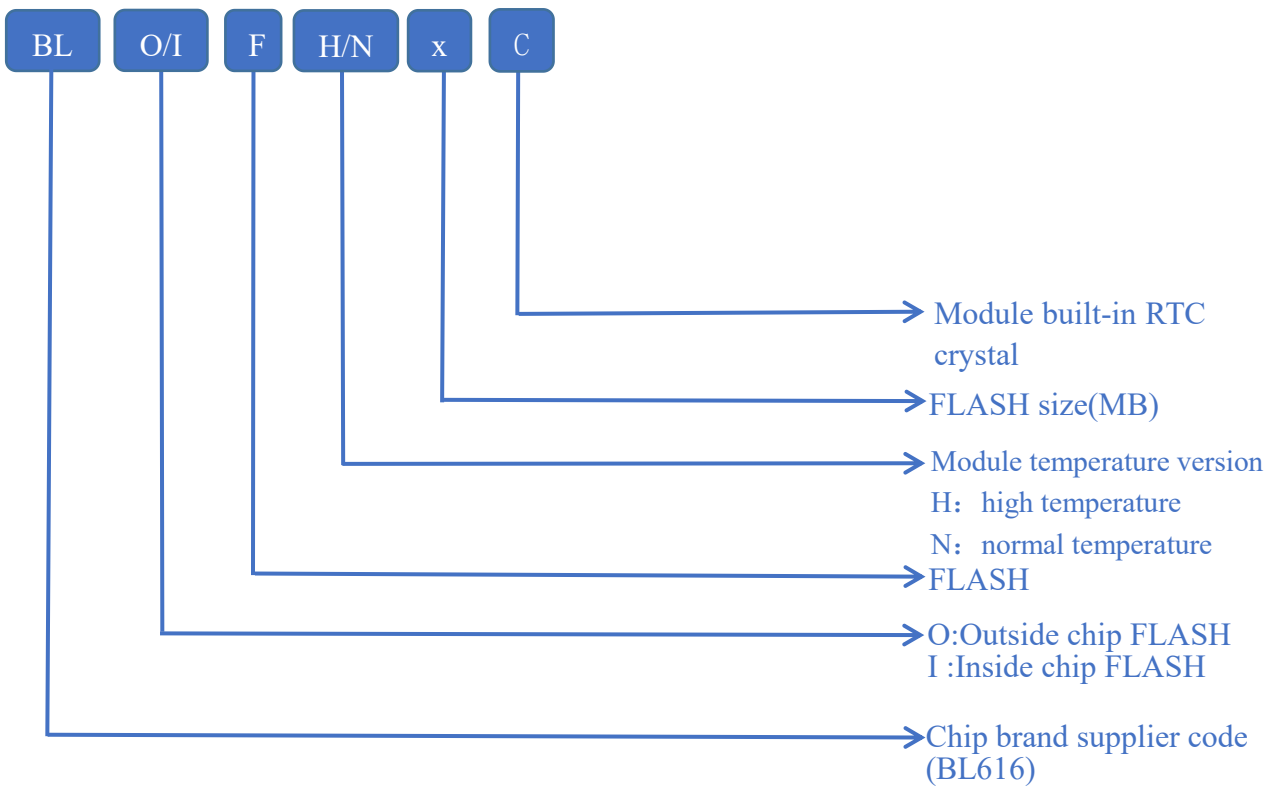 BL O/I F H/N x C
Module built-in RTC
crystal
FLASH size(MB)
Module temperature version
H： high temperature
N： normal temperature
FLASH
O:Outside chip FLASH
I :Inside chip FLASH
Chip brand supplier code
(BL616)